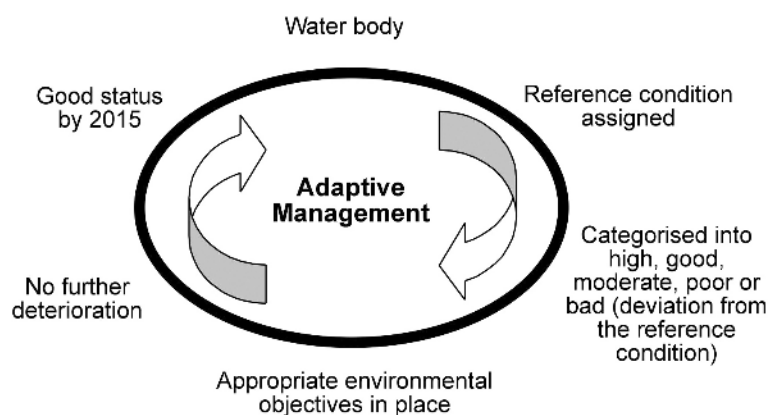 Water body
Good status
by 2015
Reference condition
assigned
Adaptive
Management
Categorised into
high, good,
moderate, poor or
bad (deviation from
the reference
condition)
No further
deterioration
Appropriate environmental
objectives in place